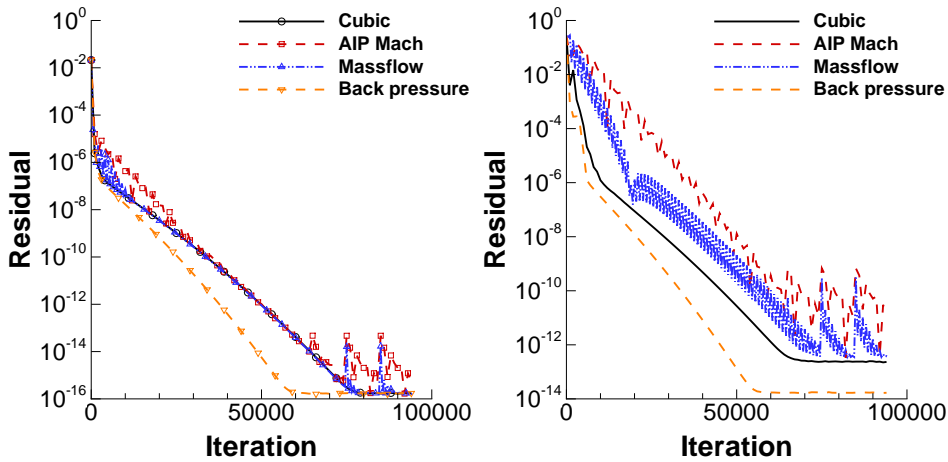 10^0
10^-2
10^-4
10^-6
10^-8
10^-10
10^-12
10^-14
10^-16
Residual
0
50000
100000
Iteration
Cubic
AIP Mach
Massflow
Back pressure
10^0
10^-2
10^-4
10^-6
10^-8
10^-10
10^-12
10^-14
Residual
0
50000
100000
Iteration
Cubic
AIP Mach
Massflow
Back pressure